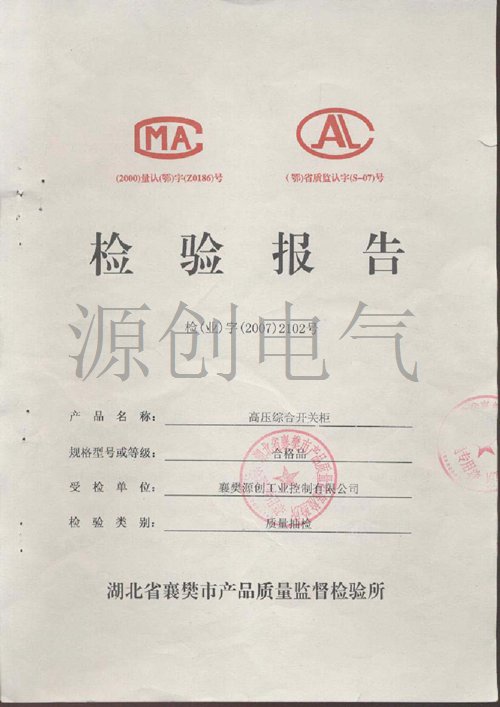 CMA
CAL
(2000)量认(鄂)字(Z0186)号
(鄂)省质监认字(S-07)号
检验报告
检(业)字(2007)2102号
源创电气
产品名称: 高压综合开关柜
规格型号或等级: 合格品
受检单位: 襄樊源创工业控制有限公司
检验类别: 质量抽检
湖北省襄樊市产品质量监督检验所